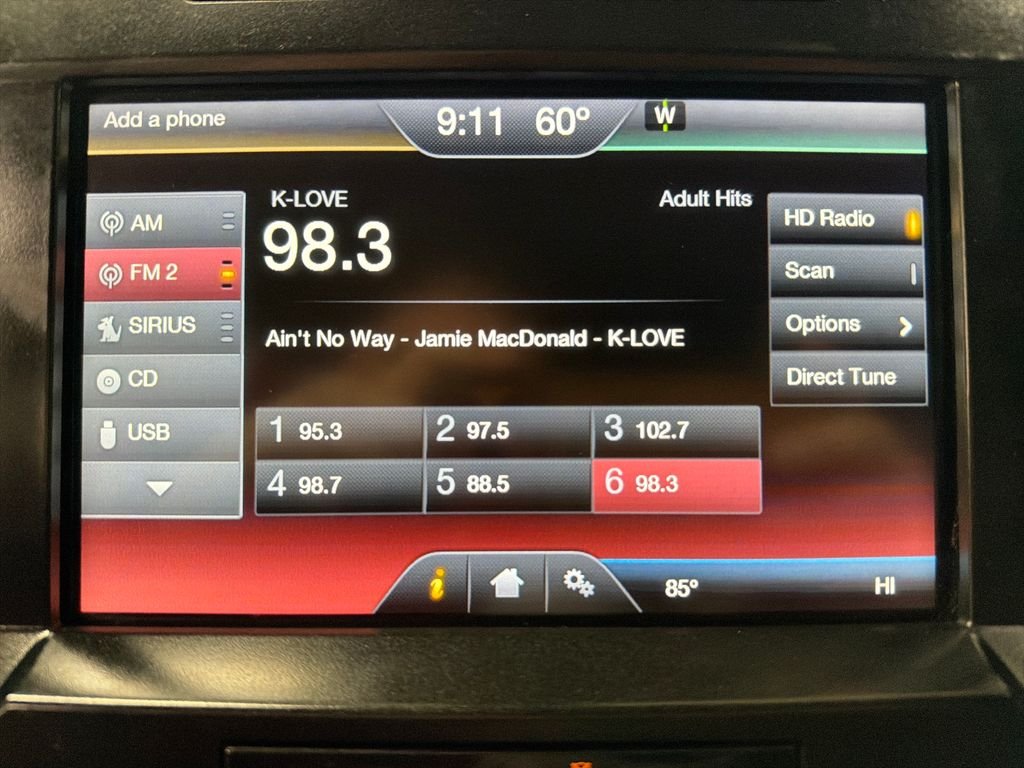 Add a phone
9:11 60° W
K-LOVE
Adult Hits
98.3
AM
FM 2
SIRIUS
CD
USB
Ain't No Way - Jamie MacDonald - K-LOVE
1 95.3
2 97.5
3 102.7
4 98.7
5 88.5
6 98.3
HD Radio
Scan
Options
Direct Tune
i
85°
HI